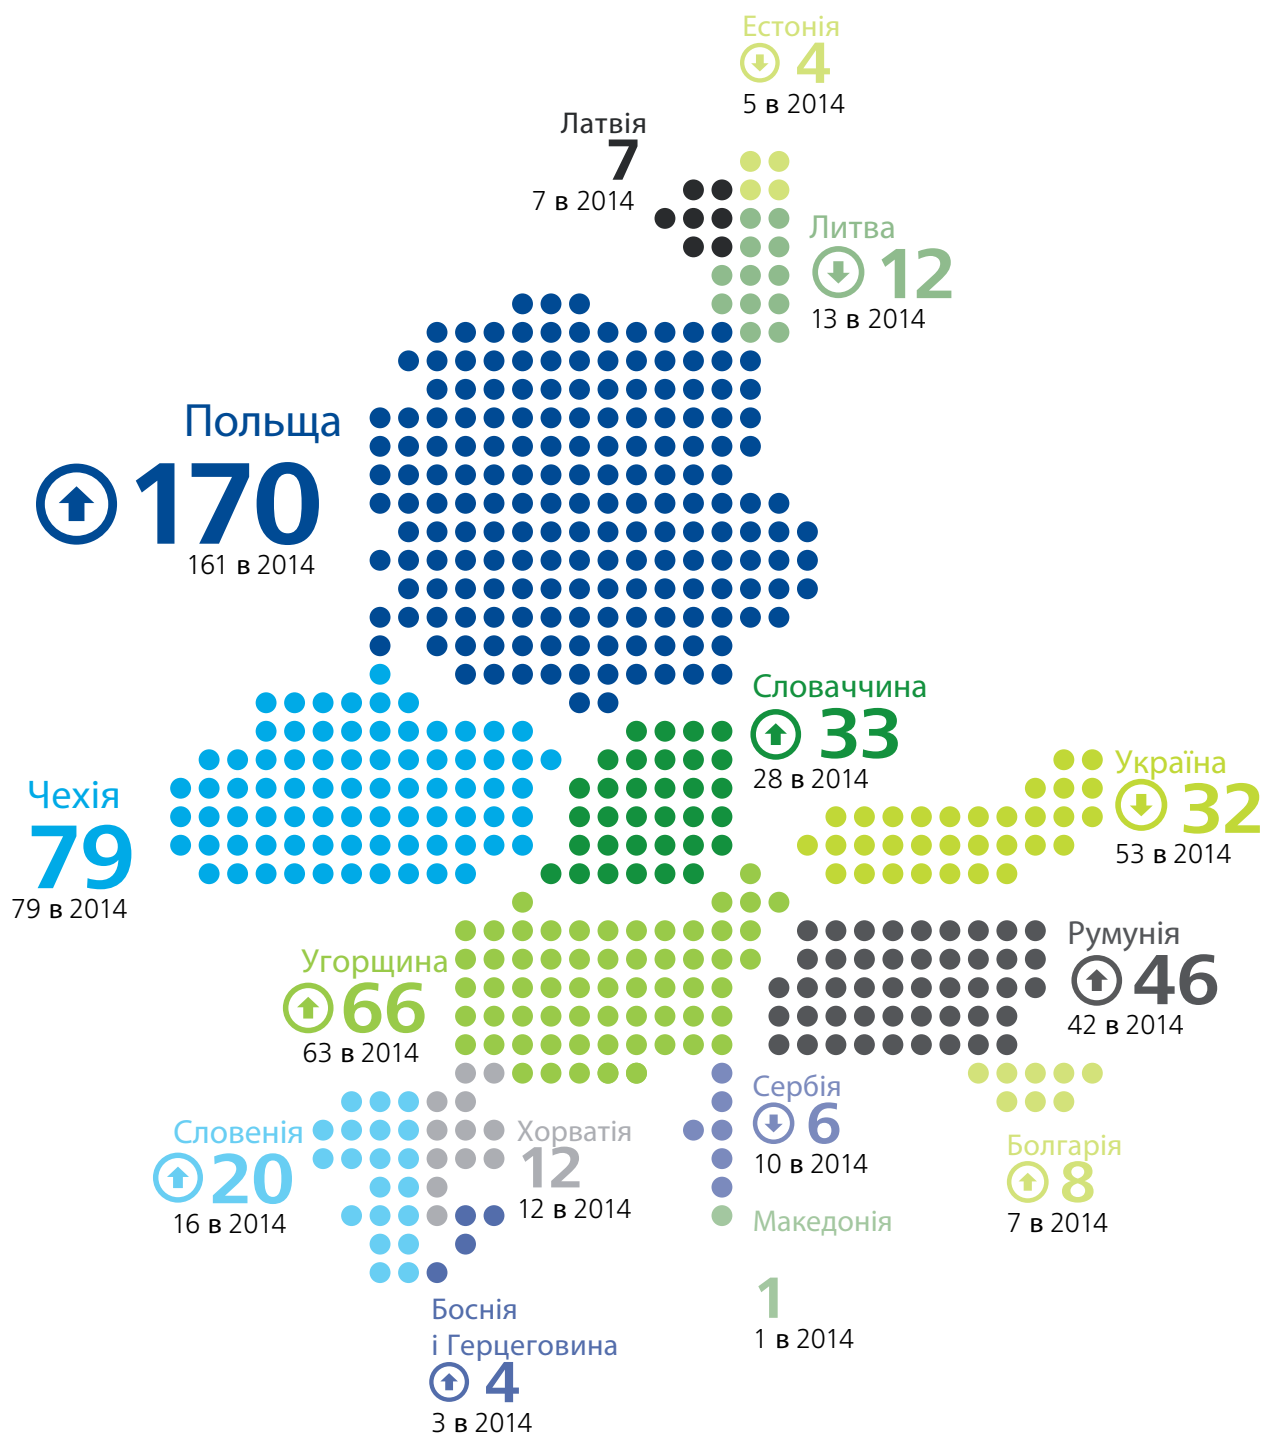 Естонія
4
5 в 2014
Латвія
7
7 в 2014
Литва
12
13 в 2014
Польща
170
161 в 2014
Словаччина
33
28 в 2014
Україна
32
53 в 2014
Чехія
79
79 в 2014
Румунія
46
42 в 2014
Угорщина
66
63 в 2014
Сербія
6
10 в 2014
Словенія
20
16 в 2014
Хорватія
12
12 в 2014
Болгарія
8
7 в 2014
Македонія
1
1 в 2014
Боснія
і Герцеговина
4
3 в 2014